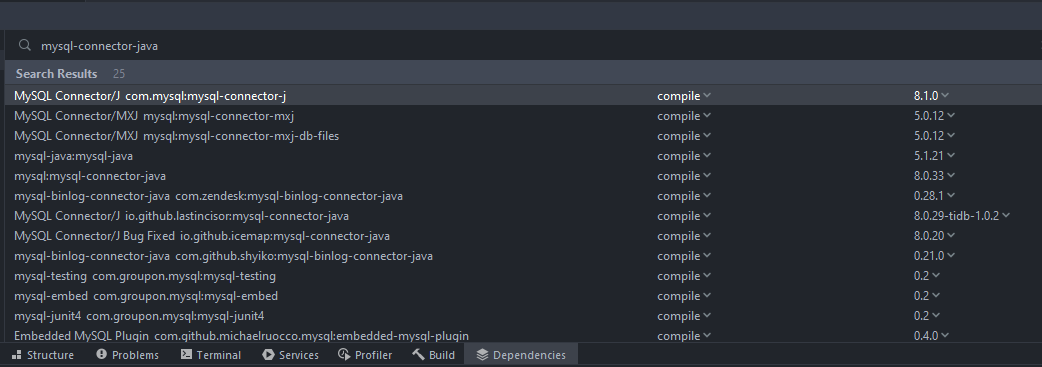 mysql-connector-java
Search Results 25
MySQL Connector/J com.mysql:mysql-connector-j compile 8.1.0
MySQL Connector/MXJ mysql:mysql-connector-mxj compile 5.0.12
MySQL Connector/MXJ mysql:mysql-connector-mxj-db-files compile 5.0.12
mysql-java:mysql-java compile 5.1.21
mysql:mysql-connector-java compile 8.0.33
mysql-binlog-connector-java com.zendesk:mysql-binlog-connector-java compile 0.28.1
MySQL Connector/J io.github.lastincisor:mysql-connector-java compile 8.0.29-tidb-1.0.2
MySQL Connector/J Bug Fixed io.github.icemap:mysql-connector-java compile 8.0.20
mysql-binlog-connector-java com.github.shyiko:mysql-binlog-connector-java compile 0.21.0
mysql-testing com.groupon.mysql:mysql-testing compile 0.2
mysql-embed com.groupon.mysql:mysql-embed compile 0.2
mysql-junit4 com.groupon.mysql:mysql-junit4 compile 0.2
Embedded MySQL Plugin com.github.michaelruocco.mysql:embedded-mysql-plugin compile 0.4.0
Structure Problems Terminal Services Profiler Build Dependencies